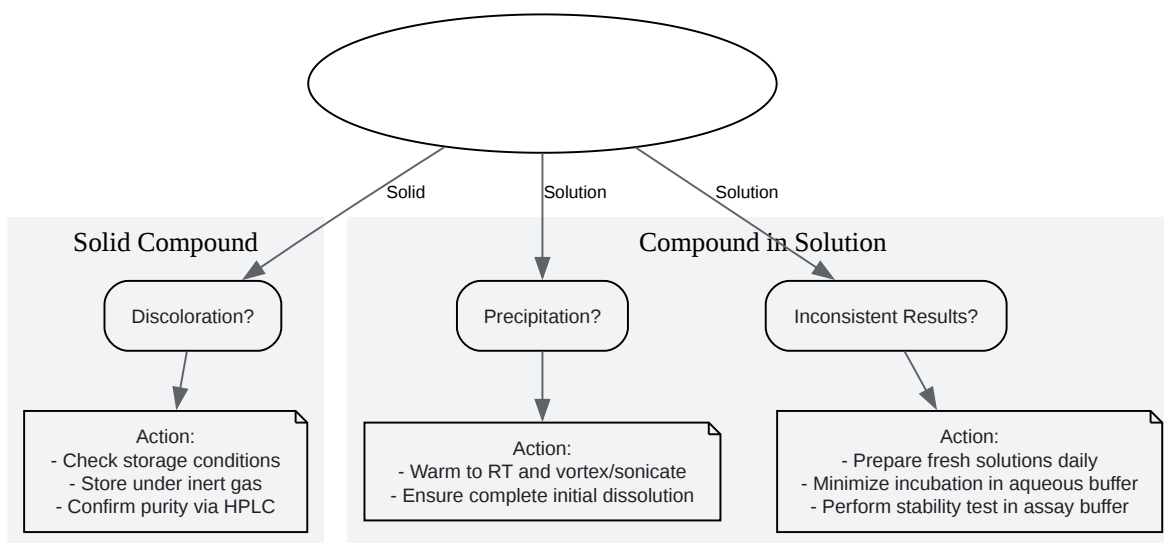 Solid
Solution
Solution
Solid Compound
Compound in Solution
Discoloration?
Precipitation?
Inconsistent Results?
Action:
- Check storage conditions
- Store under inert gas
- Confirm purity via HPLC
Action:
- Warm to RT and vortex/sonicate
- Ensure complete initial dissolution
Action:
- Prepare fresh solutions daily
- Minimize incubation in aqueous buffer
- Perform stability test in assay buffer